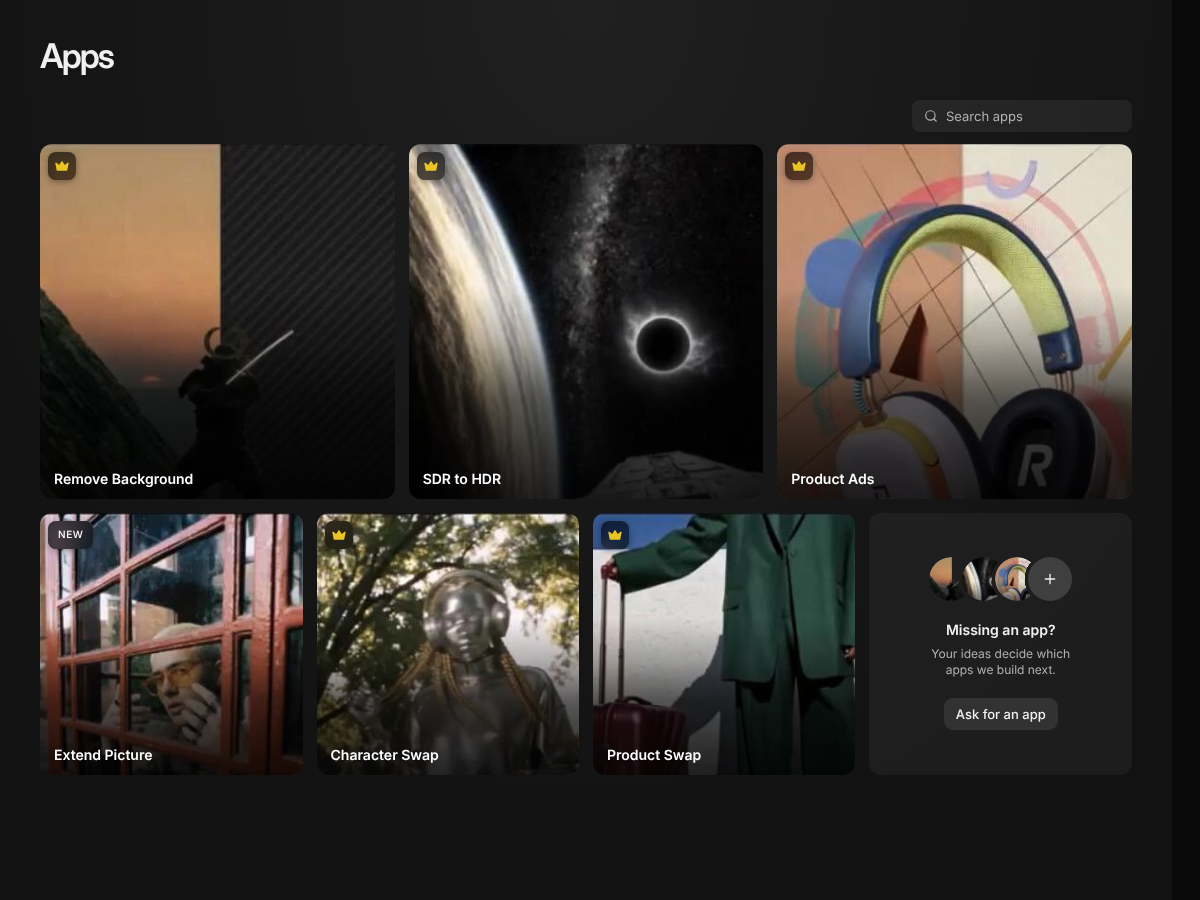 Apps
Search apps
Remove Background
SDR to HDR
Product Ads
R
NEW
Extend Picture
Character Swap
Product Swap
Missing an app?
Your ideas decide which
apps we build next.
Ask for an app